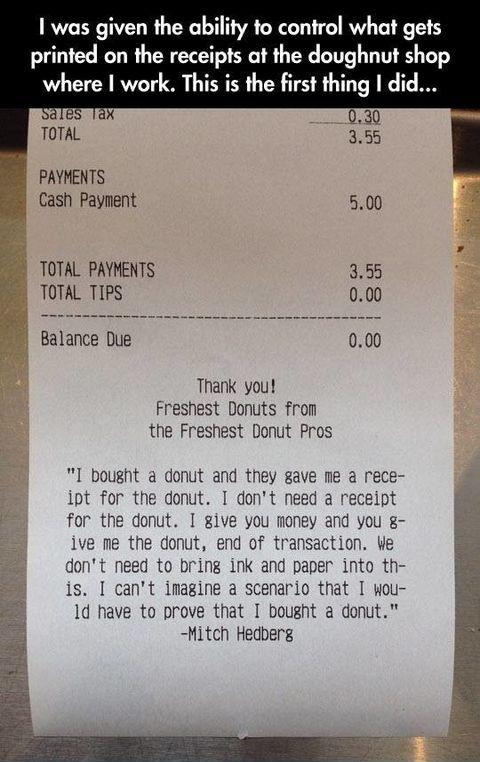 I was given the ability to control what gets
printed on the receipts at the doughnut shop
where I work. This is the first thing I did...
Sales Tax 0.30
TOTAL 3.55
PAYMENTS
Cash Payment 5.00
TOTAL PAYMENTS 3.55
TOTAL TIPS 0.00
Balance Due 0.00
Thank you!
Freshest Donuts from
the Freshest Donut Pros
"I bought a donut and they gave me a rece-
ipt for the donut. I don't need a receipt
for the donut. I give you money and you g-
ive me the donut, end of transaction. We
don't need to bring ink and paper into th-
is. I can't imagine a scenario that I wou-
ld have to prove that I bought a donut."
-Mitch Hedberg